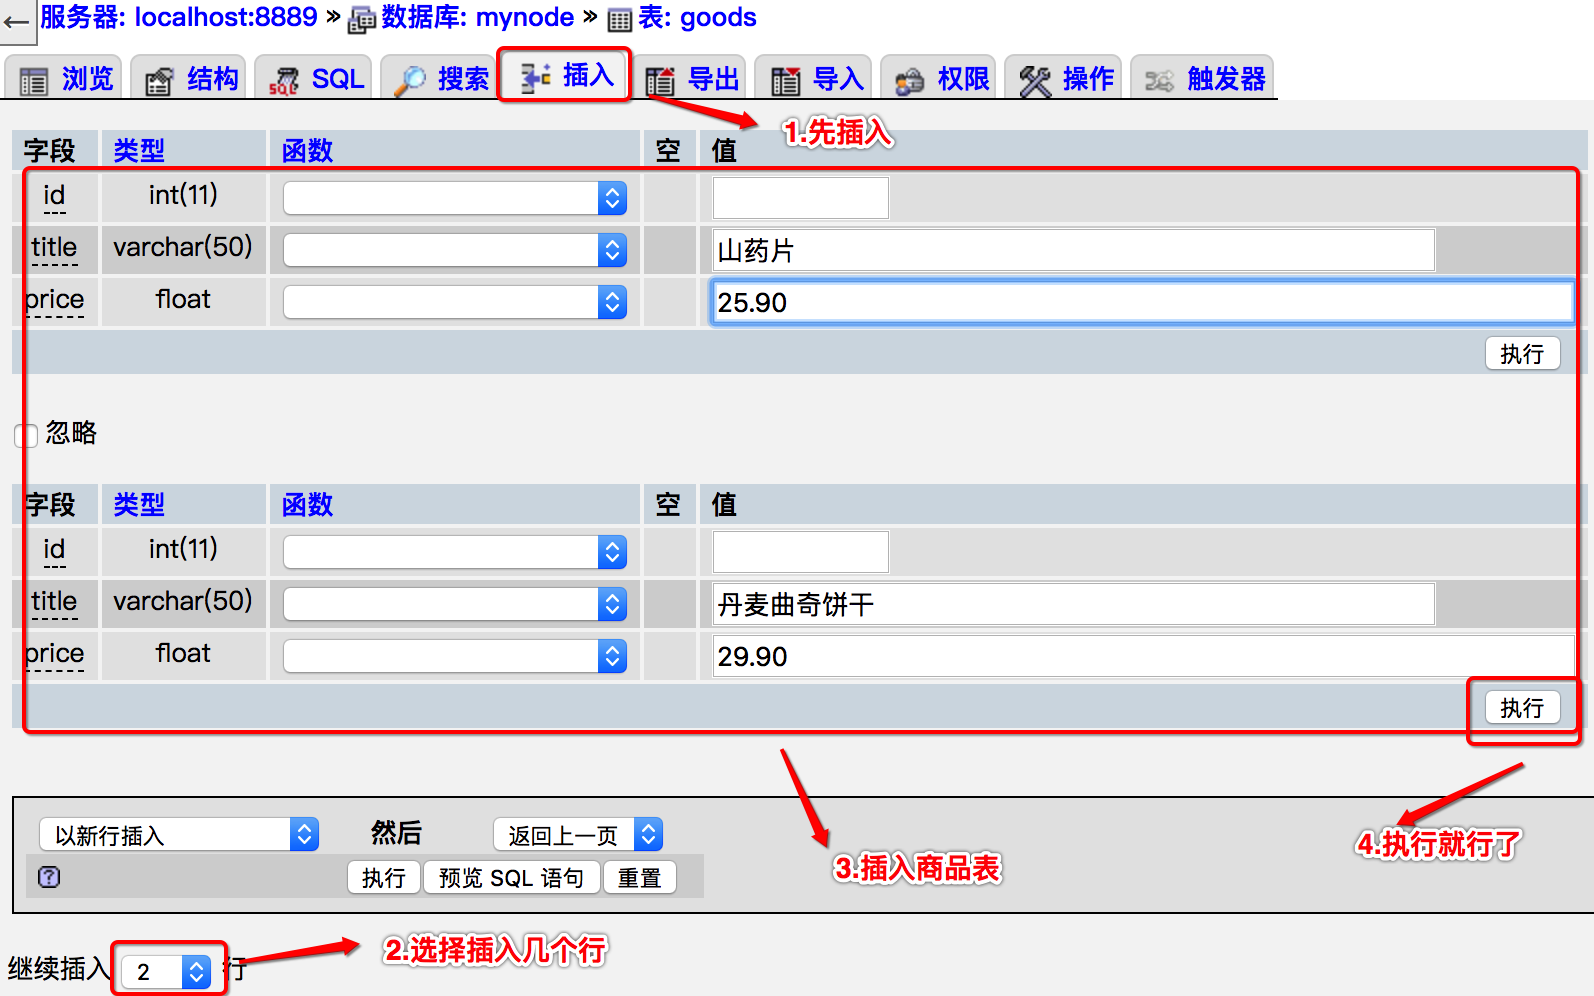 服务器: localhost:8889 » 数据库: mynode » 表: goods
浏览 结构 SQL 搜索 插入 导出 导入 权限 操作 触发器
1.先插入
字段 类型 函数 空 值
id int(11)
title varchar(50) 山药片
price float 25.90
执行
忽略
字段 类型 函数 空 值
id int(11)
title varchar(50) 丹麦曲奇饼干
price float 29.90
执行
以新行插入 然后 返回上一页
4.执行就行了
3.插入商品表
执行 预览 SQL 语句 重置
2.选择插入几个行
继续插入 2 行